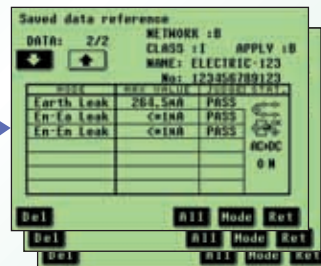 Saved data reference
DATA: 2/2
NETWORK :B
CLASS :I APPLY :B
NAME: ELECTRIC-123
No: 123456789123
MODE MAX VALUE JUDGE STAT.
Earth Leak 264.5mA PASS
En-Ea Leak <*1mA PASS
En-En Leak <*1mA PASS
AC+DC
ON
Del All Mode Ret
Del All Mode Ret
Del All Mode Ret